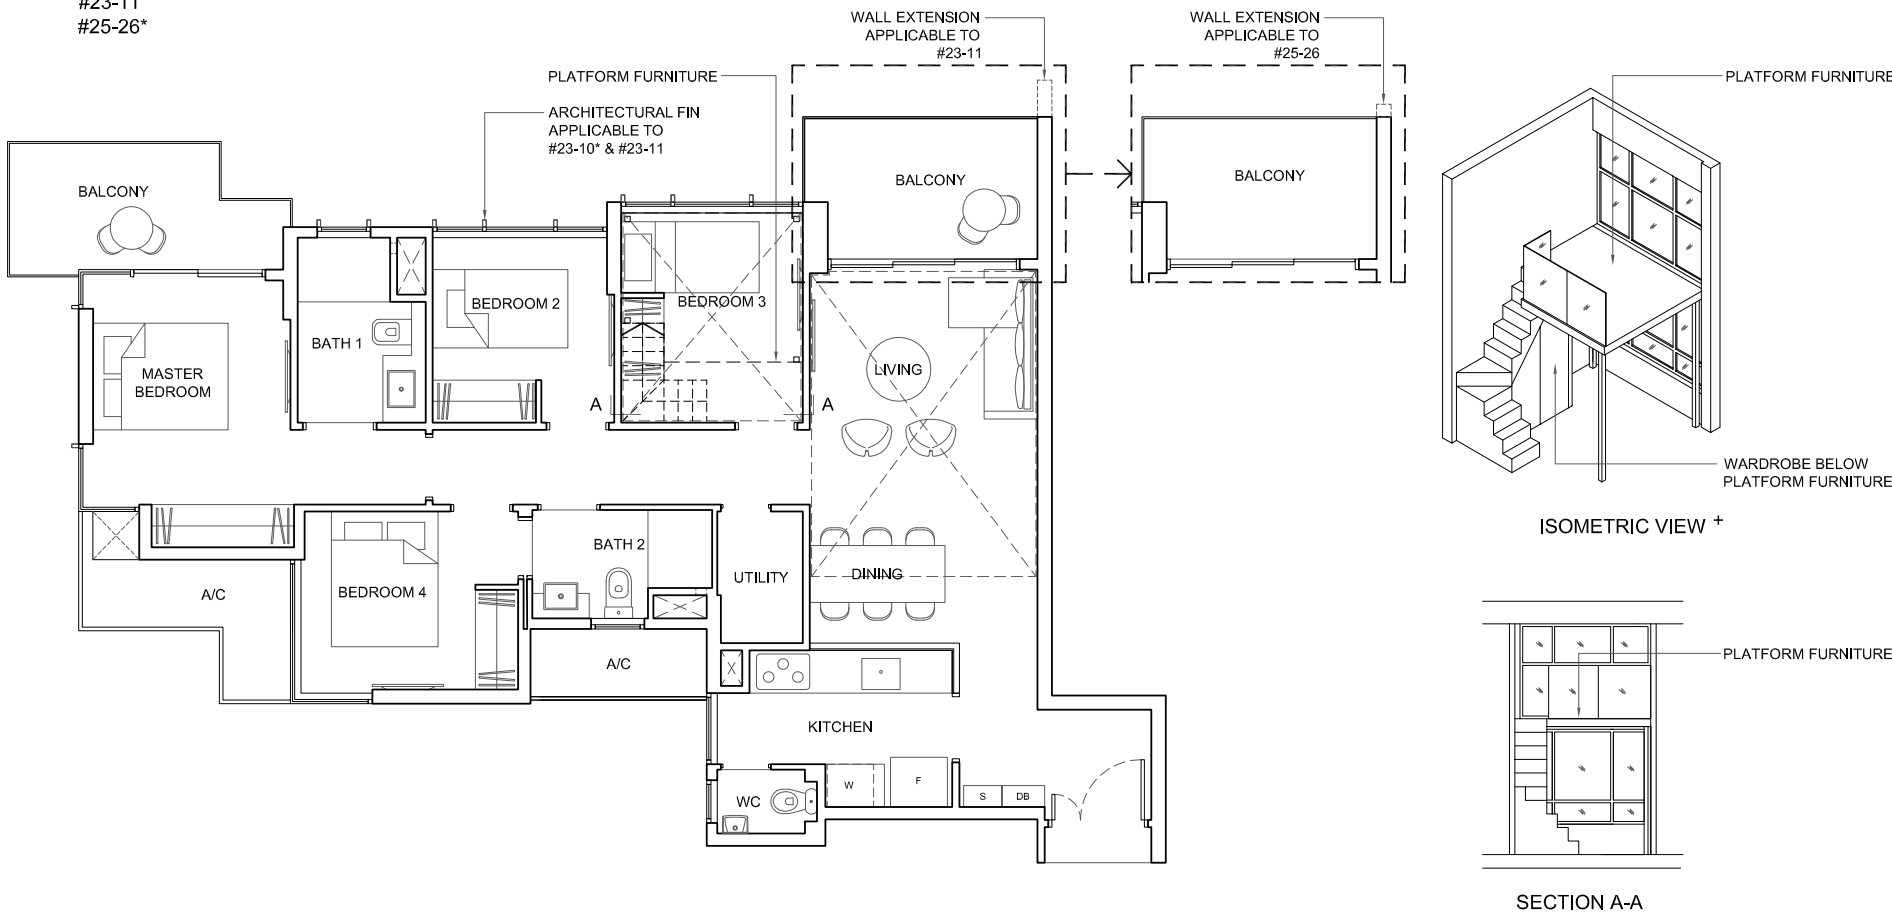 #23-11
#25-26*
WALL EXTENSION
APPLICABLE TO
#23-11
WALL EXTENSION
APPLICABLE TO
#25-26
PLATFORM FURNITURE
ARCHITECTURAL FIN
APPLICABLE TO
#23-10* & #23-11
PLATFORM FURNITURE
BALCONY
BALCONY
BALCONY
BEDROOM 2
BEDROOM 3
BATH 1
MASTER
BEDROOM
LIVING
A
A
WARDROBE BELOW
PLATFORM FURNITURE
ISOMETRIC VIEW +
BATH 2
UTILITY
DINING
A/C
BEDROOM 4
A/C
PLATFORM FURNITURE
KITCHEN
WC
W
F
S
DB
SECTION A-A